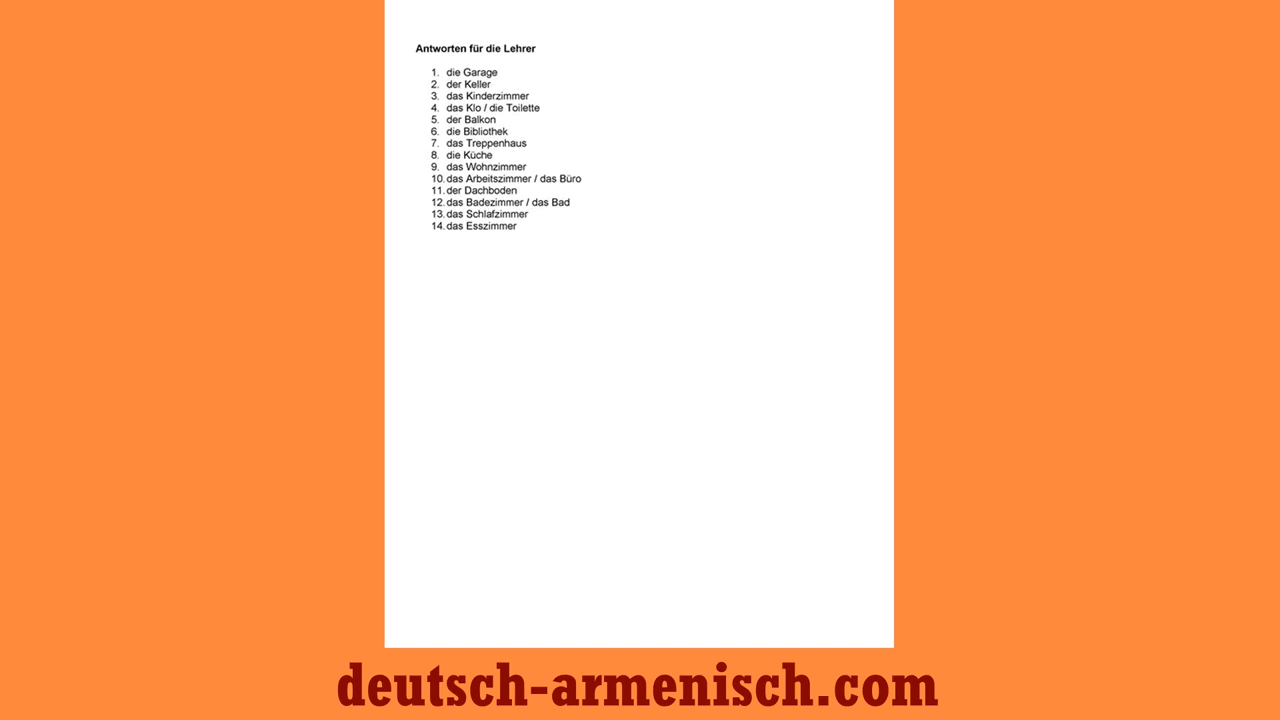 Antworten für die Lehrer
1. die Garage
2. der Keller
3. das Kinderzimmer
4. das Klo / die Toilette
5. der Balkon
6. die Bibliothek
7. das Treppenhaus
8. die Küche
9. das Wohnzimmer
10. das Arbeitszimmer / das Büro
11. der Dachboden
12. das Badezimmer / das Bad
13. das Schlafzimmer
14. das Esszimmer
deutsch-armenisch.com